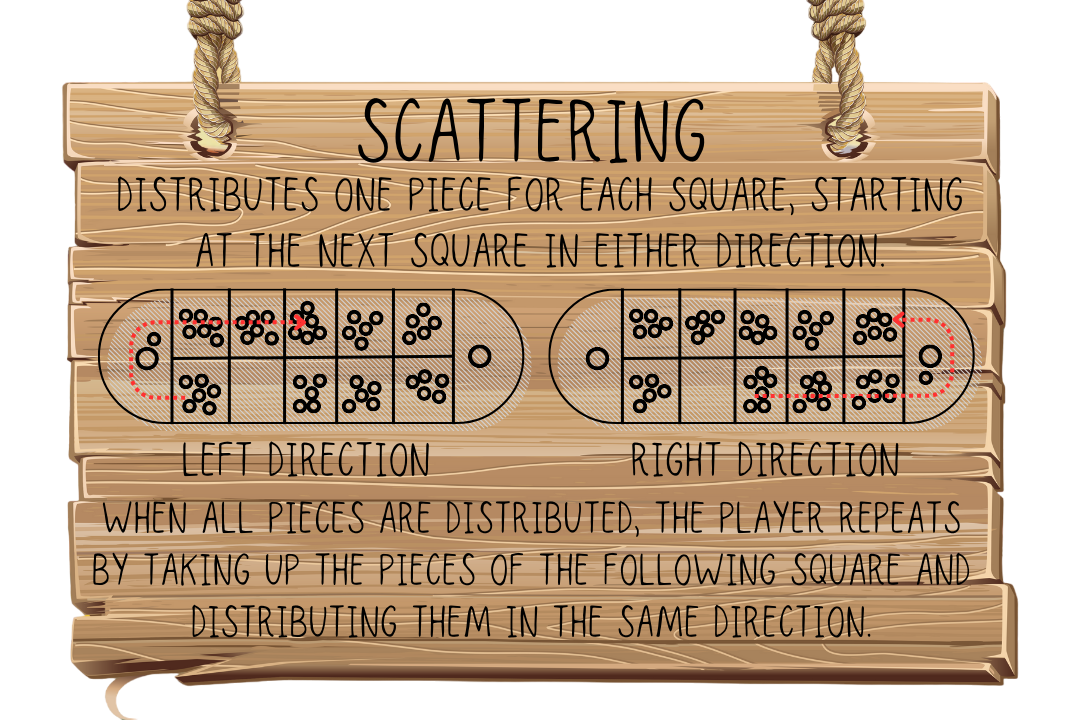 SCATTERING
DISTRIBUTES ONE PIECE FOR EACH SQUARE, STARTING
AT THE NEXT SQUARE IN EITHER DIRECTION.
LEFT DIRECTION
RIGHT DIRECTION
WHEN ALL PIECES ARE DISTRIBUTED, THE PLAYER REPEATS
BY TAKING UP THE PIECES OF THE FOLLOWING SQUARE AND
DISTRIBUTING THEM IN THE SAME DIRECTION.